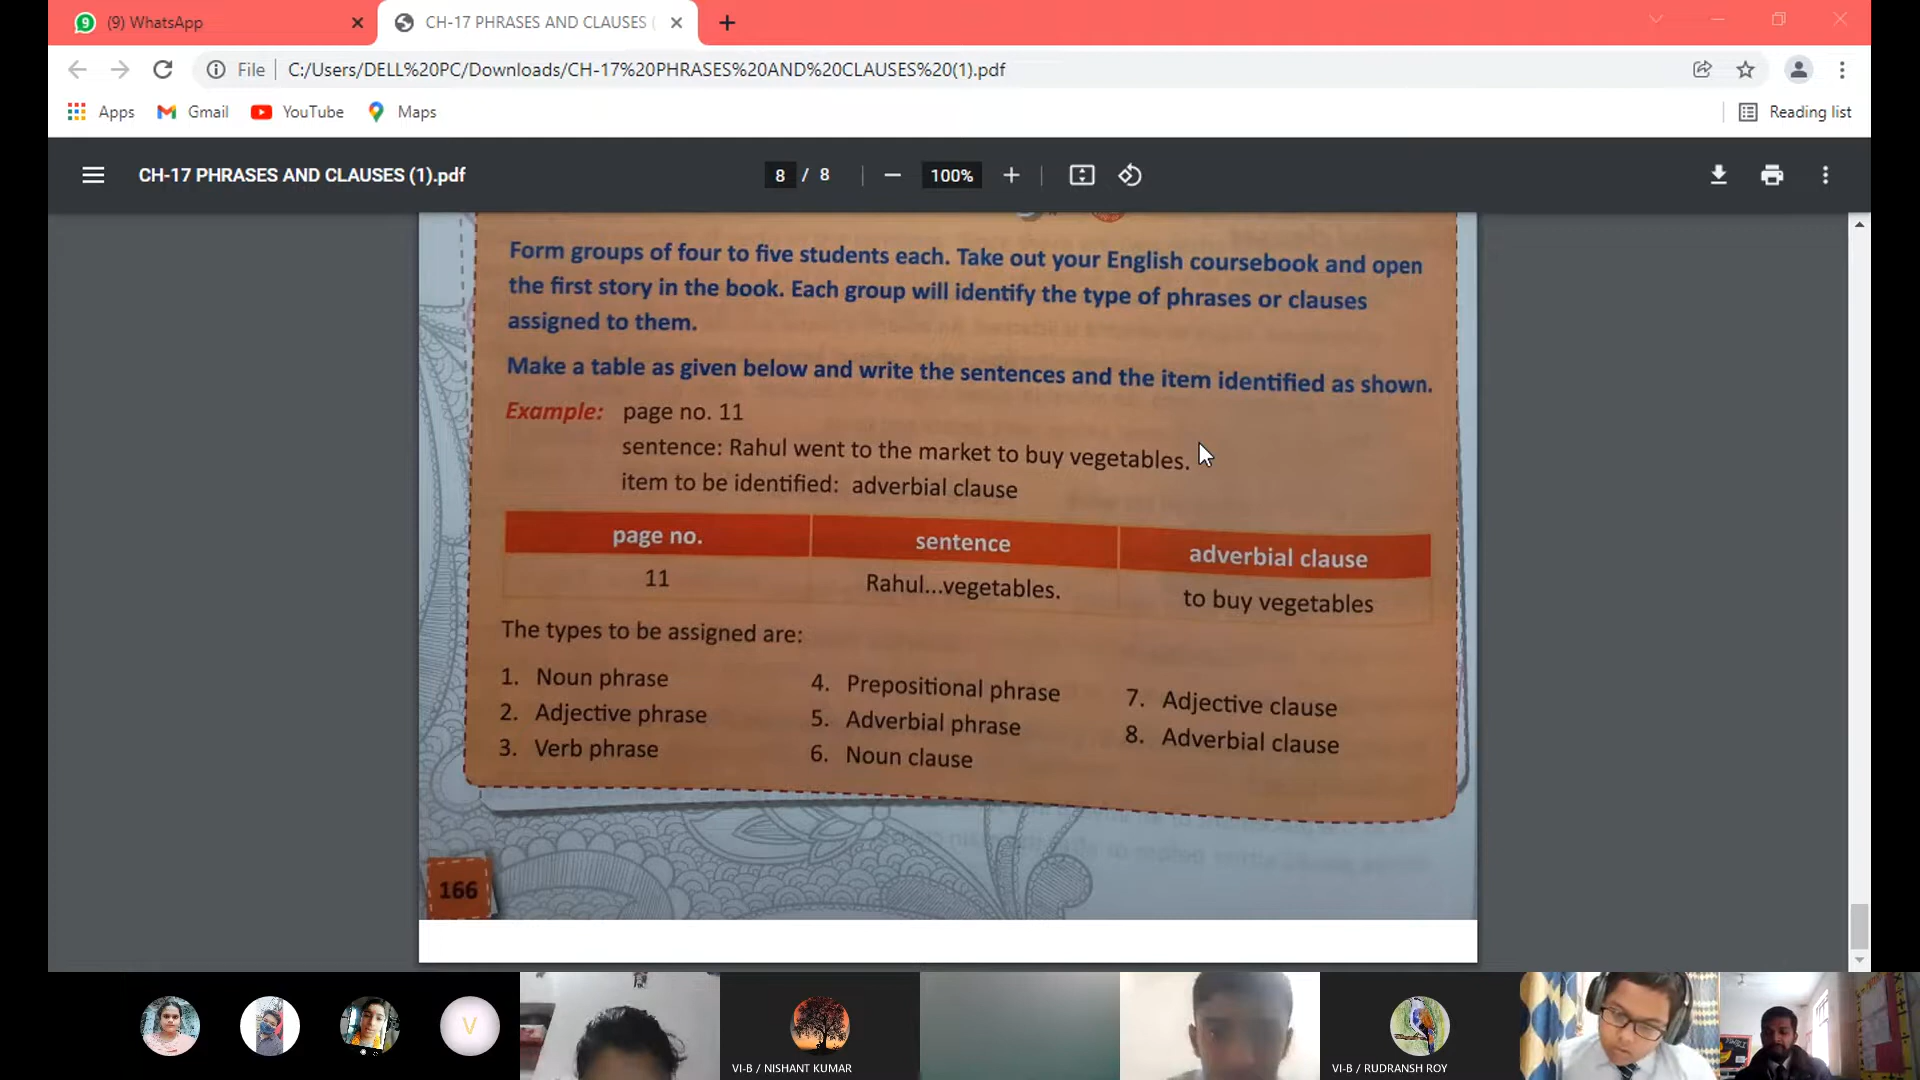 (9) WhatsApp
CH-17 PHRASES AND CLAUSES (
File
C:/Users/DELL%20PC/Downloads/CH-17%20PHRASES%20AND%20CLAUSES%20(1).pdf
Apps Gmail YouTube Maps Reading list
CH-17 PHRASES AND CLAUSES (1).pdf
8 / 8
100%
Form groups of four to five students each. Take out your English coursebook and open
the first story in the book. Each group will identify the type of phrases or clauses
assigned to them.
Make a table as given below and write the sentences and the item identified as shown.
Example: page no. 11
sentence: Rahul went to the market to buy vegetables.
item to be identified: adverbial clause
page no. sentence adverbial clause
11 Rahul...vegetables. to buy vegetables
The types to be assigned are:
1. Noun phrase 4. Prepositional phrase 7. Adjective clause
2. Adjective phrase 5. Adverbial phrase 8. Adverbial clause
3. Verb phrase 6. Noun clause
166
V
VI-B / NISHANT KUMAR
VI-B / RUDRANSH ROY